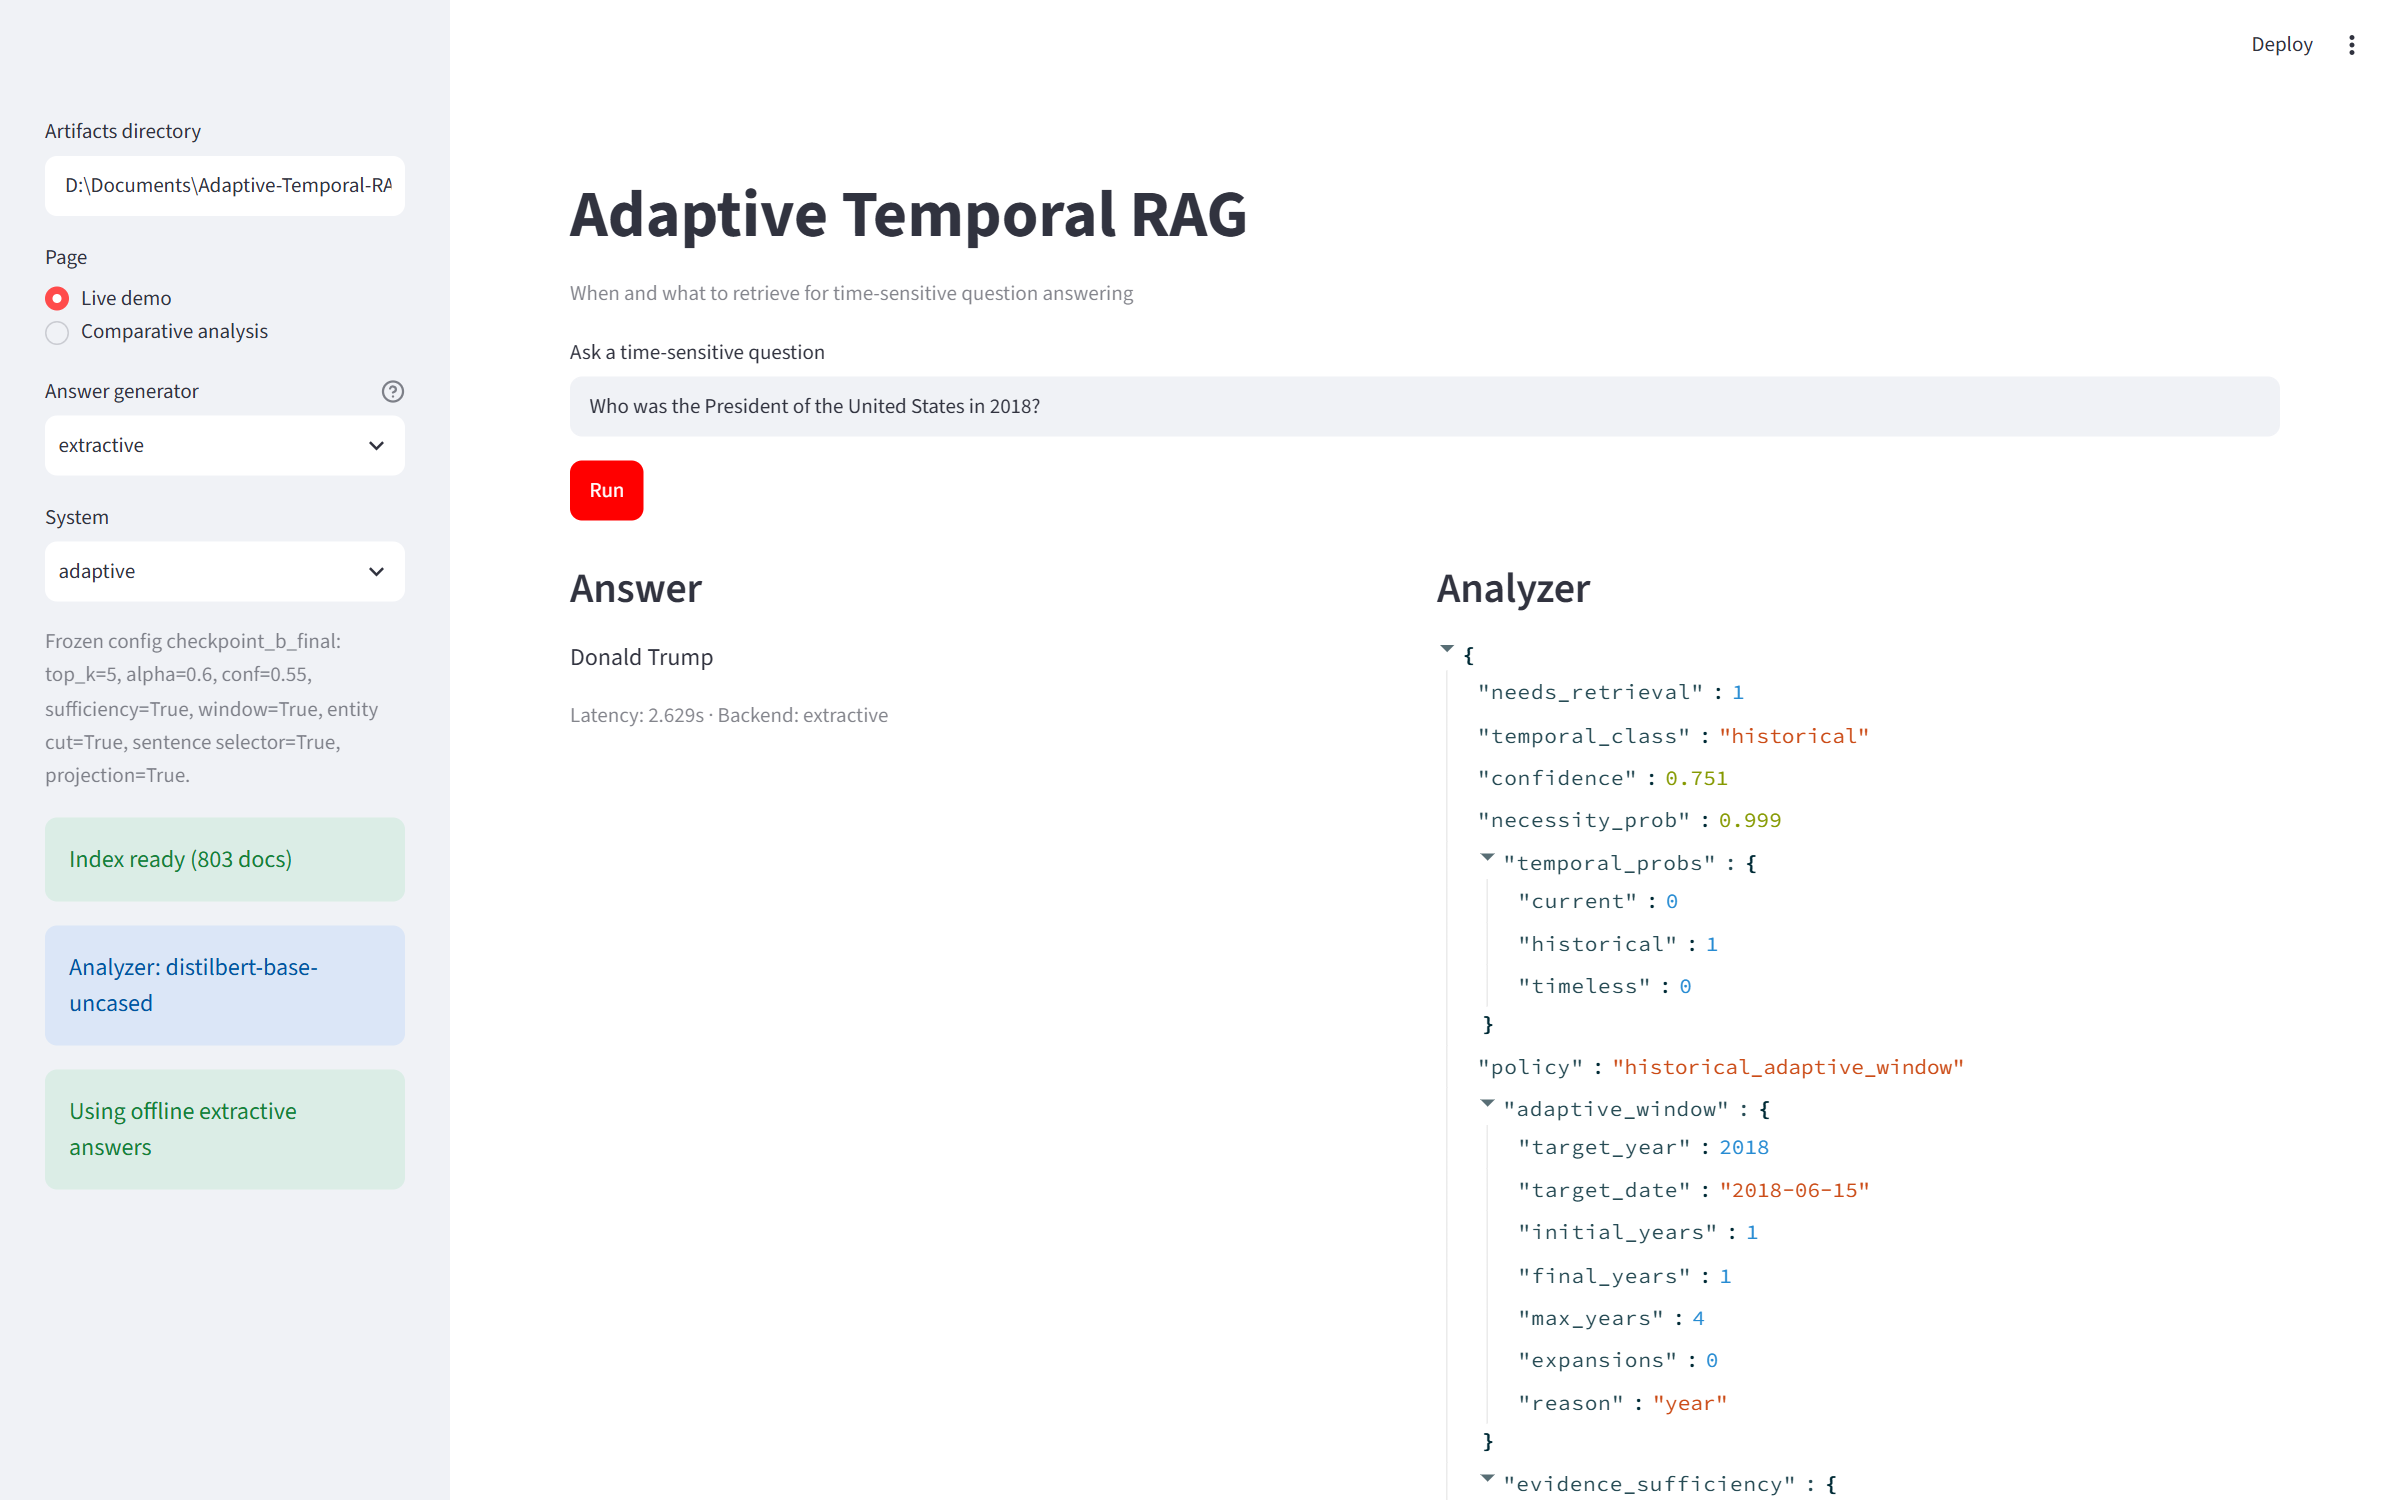 Deploy
Artifacts directory
D:\Documents\Adaptive-Temporal-RA
Page
Live demo
Comparative analysis
Answer generator
extractive
System
adaptive
Frozen config checkpoint_b_final:
top_k=5, alpha=0.6, conf=0.55,
sufficiency=True, window=True, entity
cut=True, sentence selector=True,
projection=True.
Index ready (803 docs)
Analyzer: distilbert-base-
uncased
Using offline extractive
answers
Adaptive Temporal RAG
When and what to retrieve for time-sensitive question answering
Ask a time-sensitive question
Who was the President of the United States in 2018?
Run
Answer
Donald Trump
Latency: 2.629s · Backend: extractive
Analyzer
{
"needs_retrieval" : 1
"temporal_class" : "historical"
"confidence" : 0.751
"necessity_prob" : 0.999
"temporal_probs" : {
"current" : 0
"historical" : 1
"timeless" : 0
}
"policy" : "historical_adaptive_window"
"adaptive_window" : {
"target_year" : 2018
"target_date" : "2018-06-15"
"initial_years" : 1
"final_years" : 1
"max_years" : 4
"expansions" : 0
"reason" : "year"
}
"evidence_sufficiency" : {